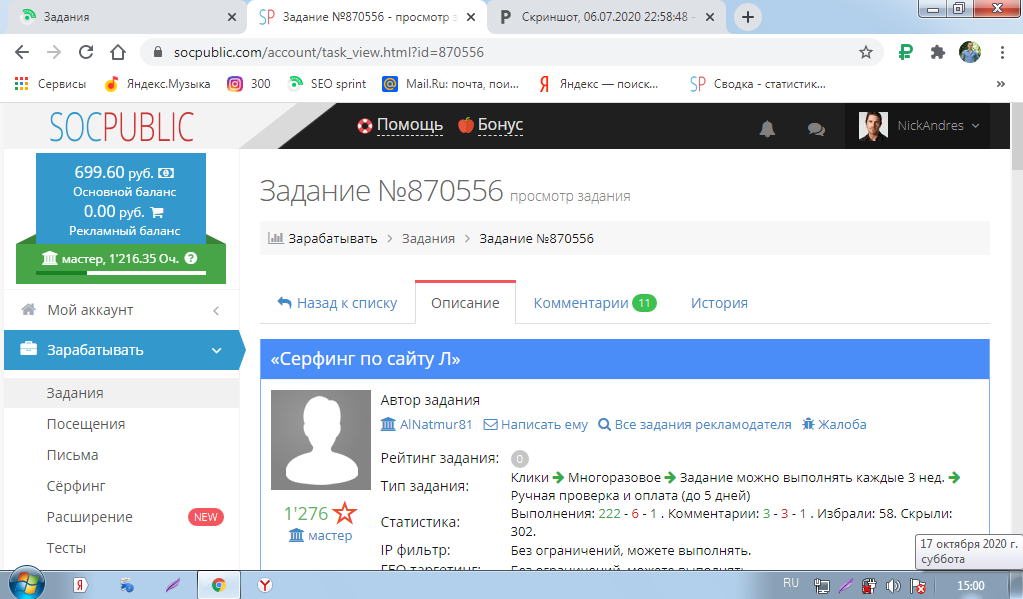 Задания
Задание №870556 - просмотр з
Скриншот, 06.07.2020 22:58:48 -
socpublic.com/account/task_view.html?id=870556
Сервисы
Яндекс.Музыка
300
SEO sprint
Mail.Ru: почта, пои...
Яндекс — поиск...
Сводка - статистик...
SOCPUBLIC
Помощь
Бонус
NickAndres
699.60 руб.
Основной баланс
0.00 руб.
Рекламный баланс
мастер, 1'216.35 Оч.
Мой аккаунт
Зарабатывать
Задания
Посещения
Письма
Сёрфинг
Расширение NEW
Тесты
Задание №870556 просмотр задания
Зарабатывать > Задания > Задание №870556
Назад к списку
Описание
Комментарии 11
История
«Серфинг по сайту Л»
1'276
мастер
Автор задания
AlNatmur81 Написать ему Все задания рекламодателя Жалоба
Рейтинг задания: 0
Тип задания: Клики Многоразовое Задание можно выполнять каждые 3 нед.
Ручная проверка и оплата (до 5 дней)
Статистика: Выполнения: 222 - 6 - 1 . Комментарии: 3 - 3 - 1 . Избрали: 58. Скрыли:
302.
IP фильтр: Без ограничений, можете выполнять.
ГЕО таргетинг: Без ограничений, можете выполнять.
17 октября 2020 г.
суббота
RU
15:00